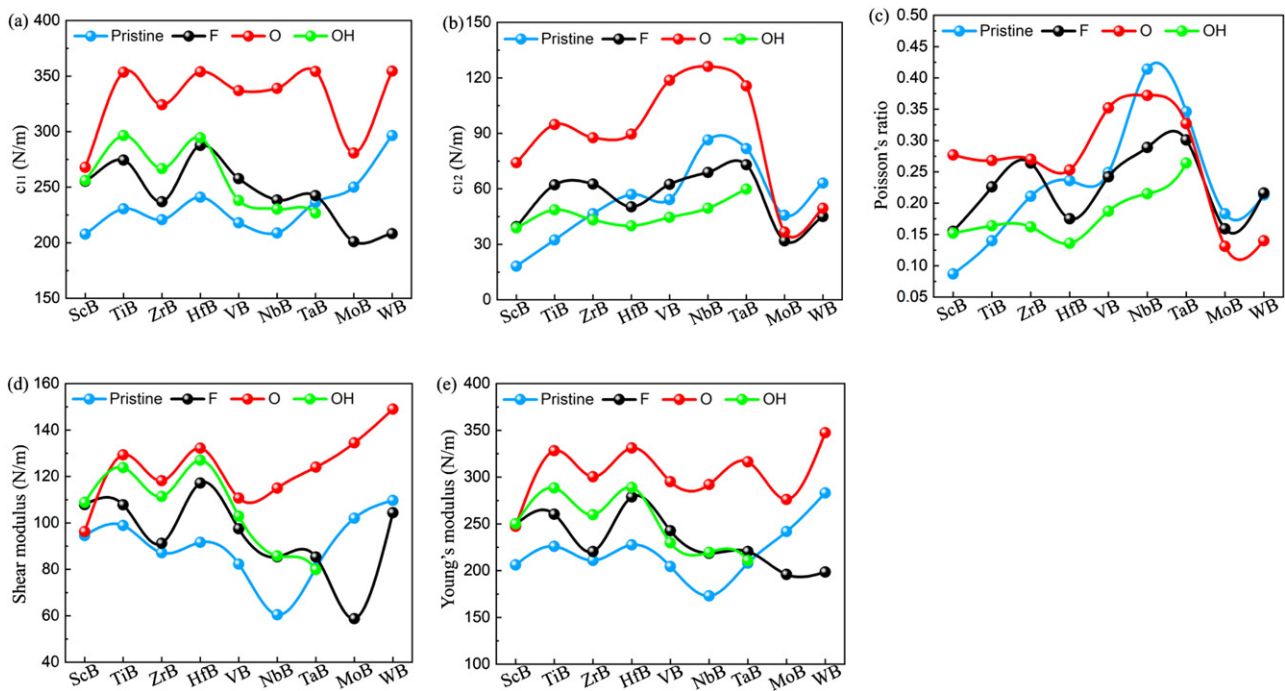 (a)
Pristine F O OH
c₁₁ (N/m)
400
350
300
250
200
150
ScB TiB ZrB HfB VB NbB TaB MoB WB
(b)
Pristine F O OH
c₁₂ (N/m)
150
120
90
60
30
0
ScB TiB ZrB HfB VB NbB TaB MoB WB
(c)
Pristine F O OH
Poisson's ratio
0.50
0.45
0.40
0.35
0.30
0.25
0.20
0.15
0.10
0.05
ScB TiB ZrB HfB VB NbB TaB MoB WB
(d)
Pristine F O OH
Shear modulus (N/m)
160
140
120
100
80
60
40
ScB TiB ZrB HfB VB NbB TaB MoB WB
(e)
Pristine F O OH
Young's modulus (N/m)
400
350
300
250
200
150
100
ScB TiB ZrB HfB VB NbB TaB MoB WB